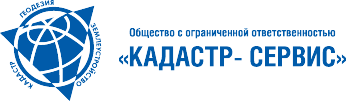 ГЕОДЕЗИЯ
ЗЕМЛЕУСТРОЙСТВО
КАДАСТР
Общество с ограниченной ответственностью
«КАДАСТР- СЕРВИС»